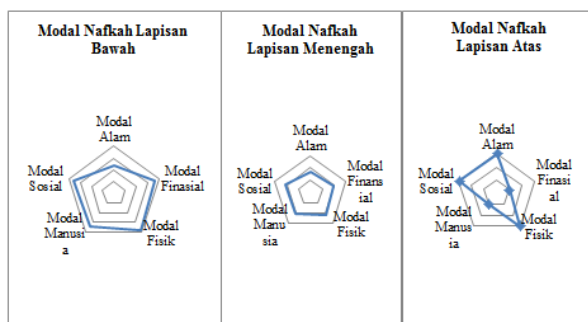 Modal Nafkah Lapisan
Bawah
Modal
Alam
Modal
Finasial
Modal
Fisik
Modal
Manusi
a
Modal
Sosial
Modal Nafkah
Lapisan Menengah
Modal
Alam
Modal
Finans
ial
Modal
Fisik
Modal
Manu
sia
Modal
Sosial
Modal Nafkah
Lapisan Atas
Modal
Alam
Modal
Finasi
al
Modal
Fisik
Modal
Manus
ia
Modal
Sosial